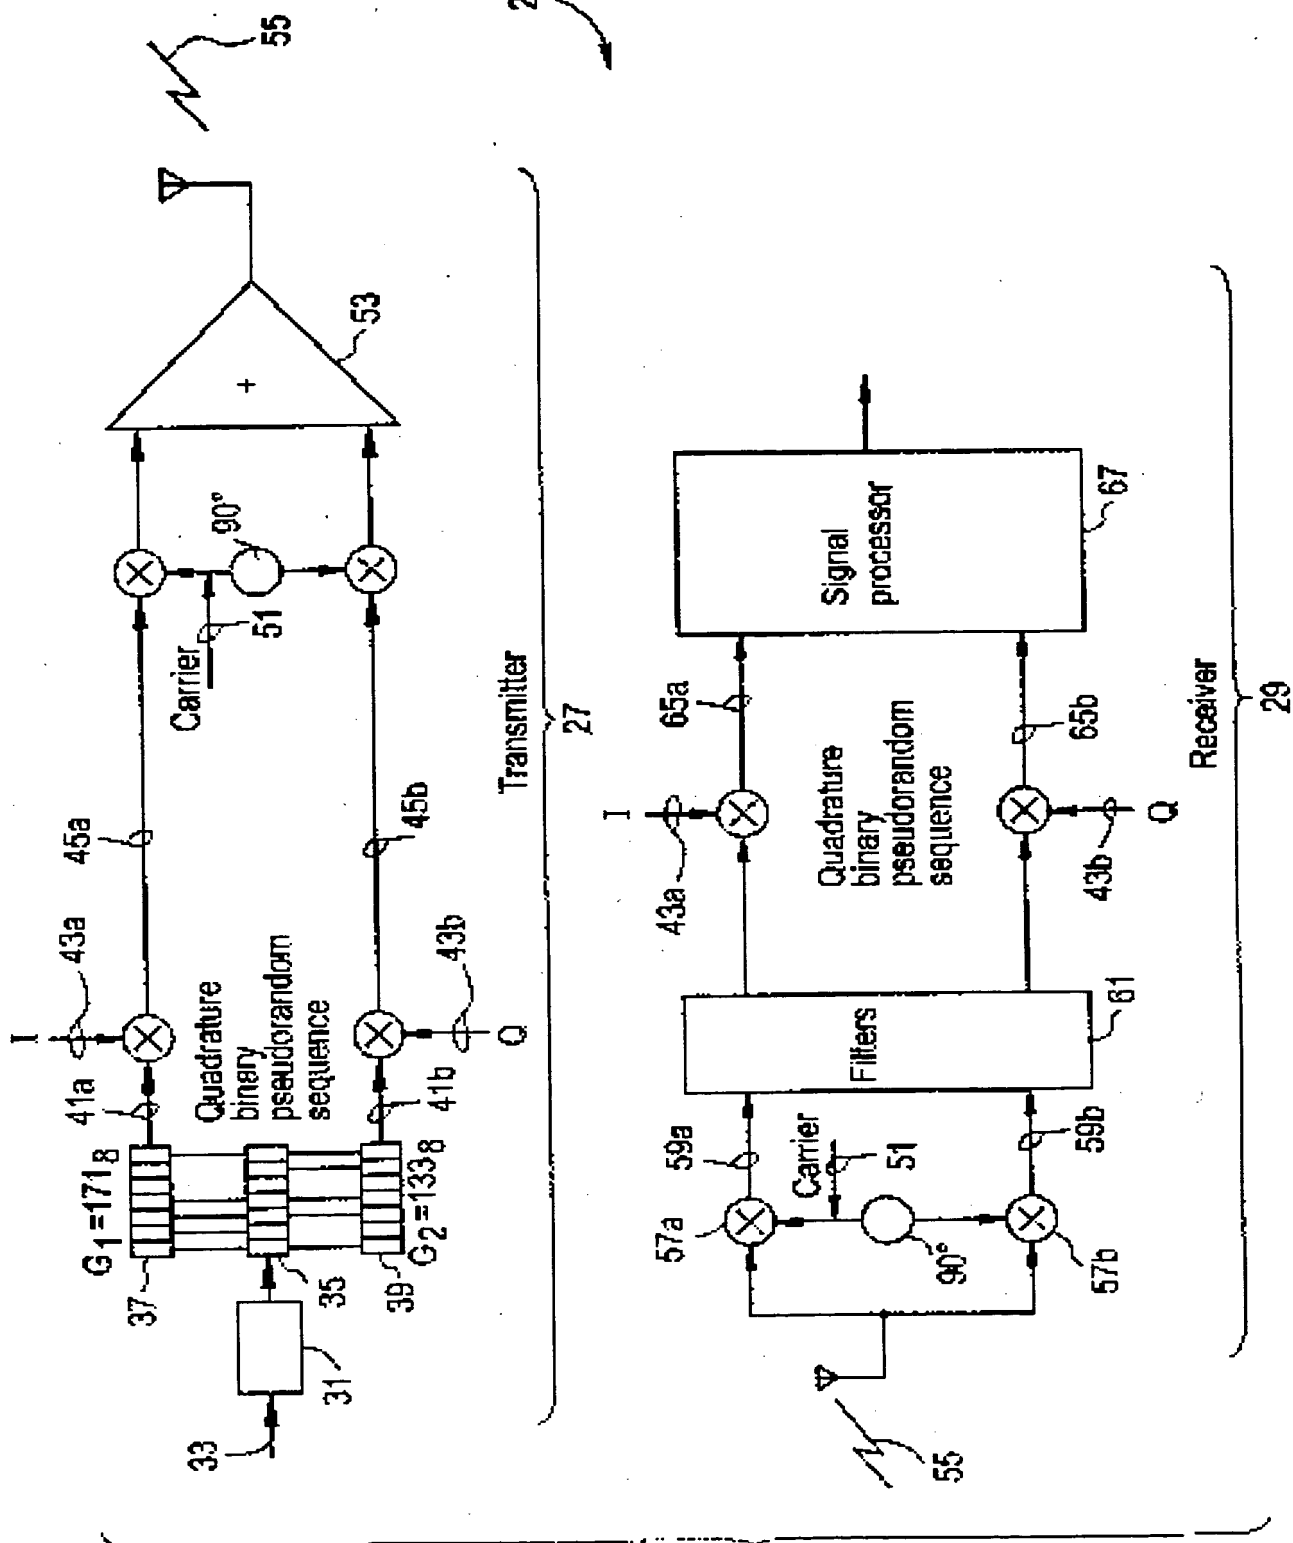 55
2
53
90°
Carrier
51
45a
45b
I
43a
43b
Q
Quadrature
binary
pseudorandom
sequence
41a
41b
G1=1718
G2=1338
37
35
39
31
33
Transmitter
27
Signal
processor
67
65a
65b
I
43a
Quadrature
binary
pseudorandom
sequence
43b
Q
Filters
61
59a
59b
Carrier
51
90°
57a
57b
55
Receiver
29